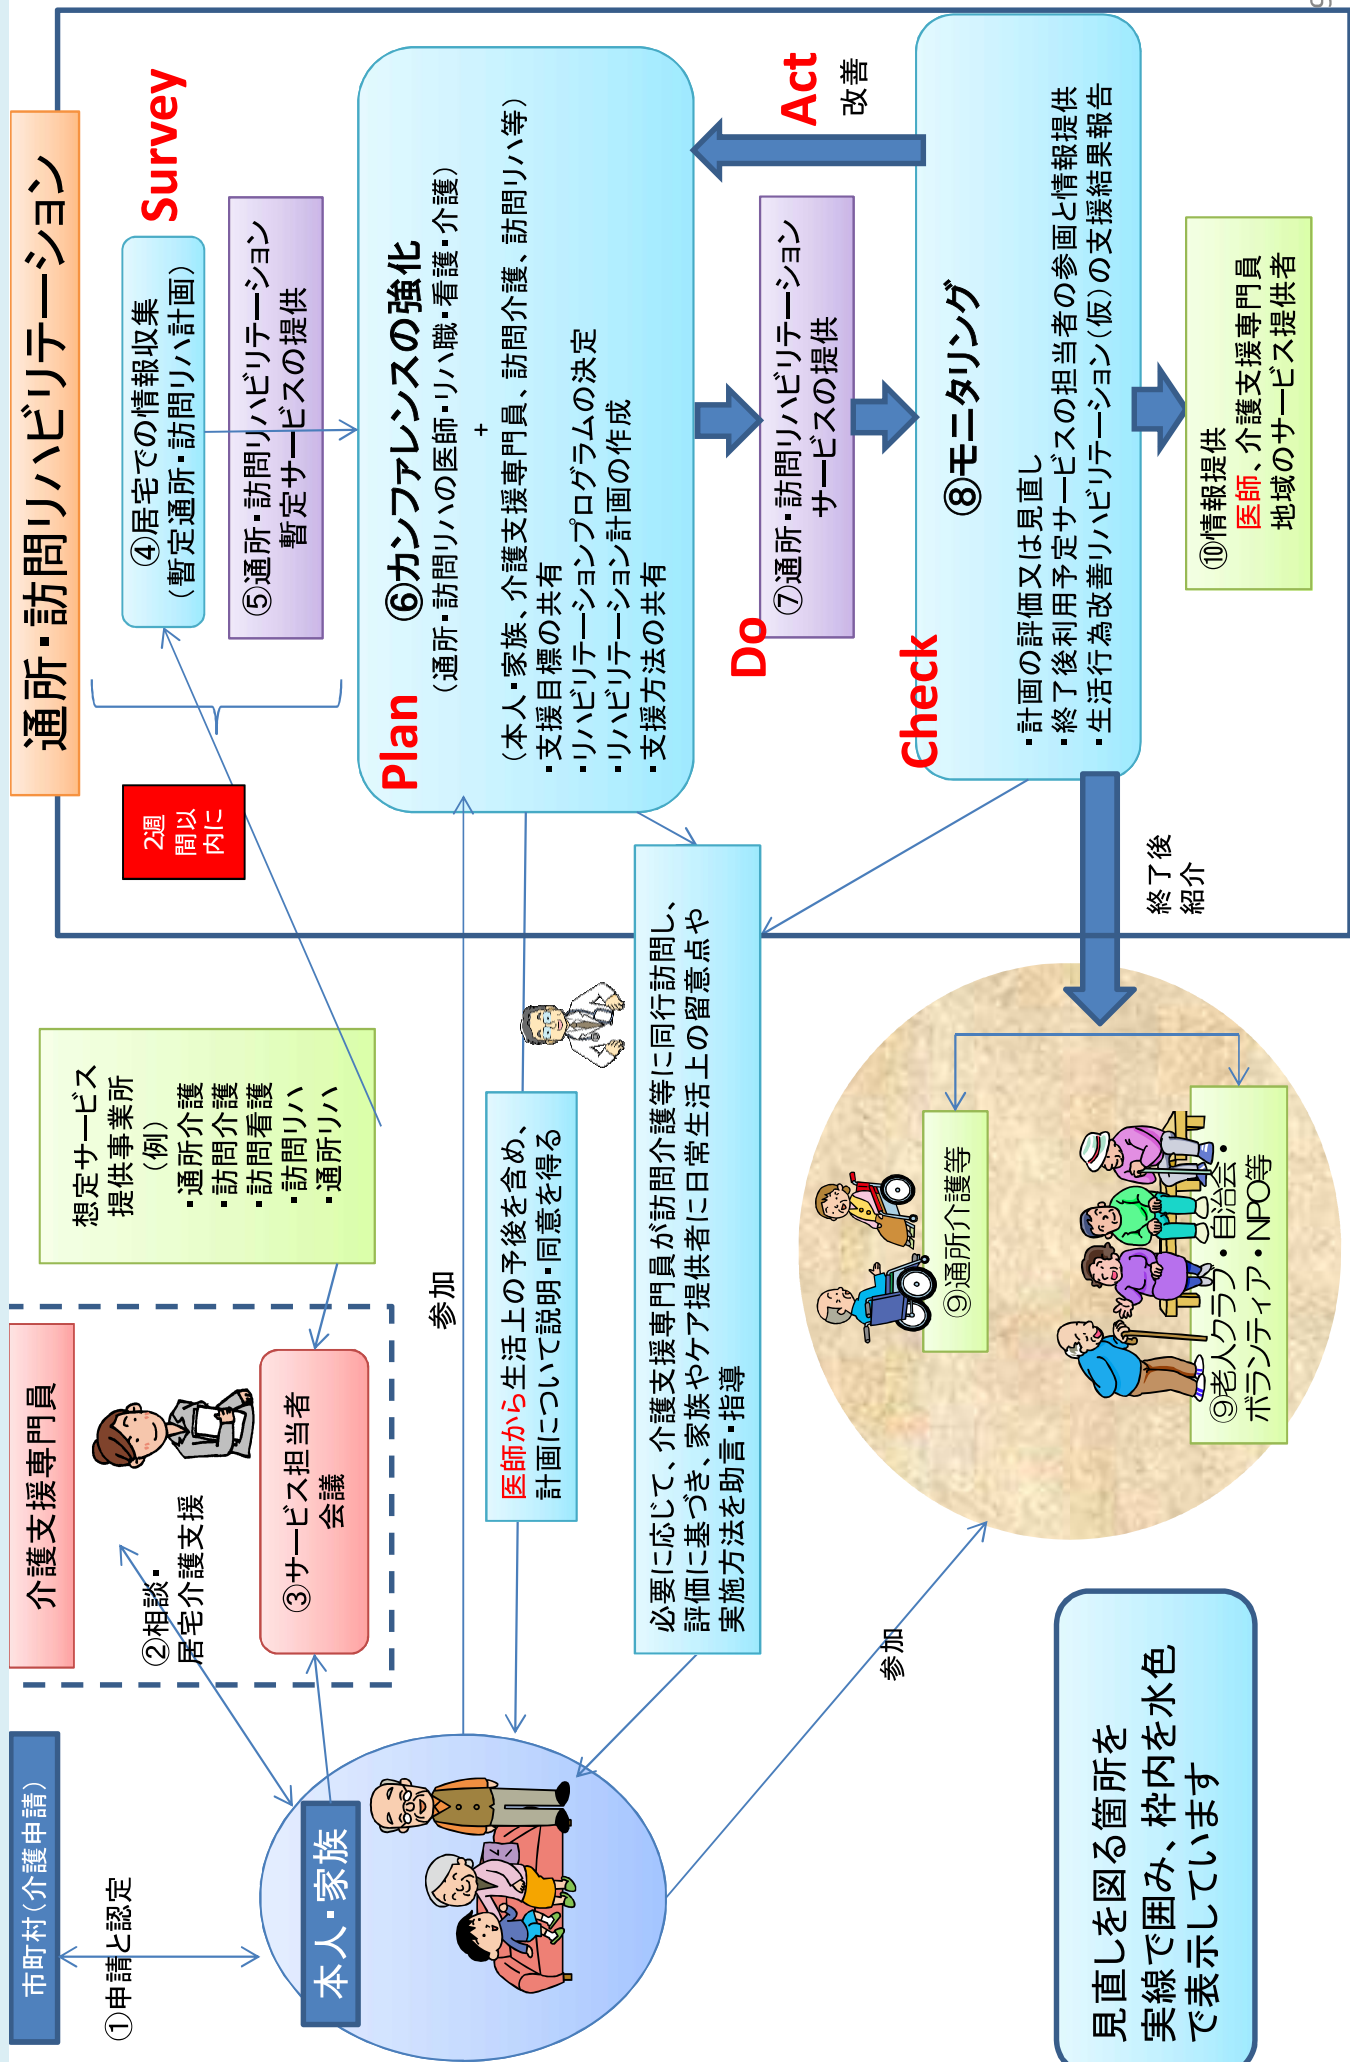 市町村(介護申請)
①申請と認定
本人・家族
介護支援専門員
②相談・
居宅介護支援
③サービス担当者
会議
想定サービス
提供事業所
(例)
・通所介護
・訪問介護
・訪問看護
・訪問リハ
・通所リハ
通所・訪問リハビリテーション
2週
間以
内に
Survey
④居宅での情報収集
(暫定通所・訪問リハ計画)
⑤通所・訪問リハビリテーション
暫定サービスの提供
Plan
⑥カンファレンスの強化
(通所・訪問リハの医師・リハ職・看護・介護)
+
(本人・家族、介護支援専門員、訪問介護、訪問リハ等)
・支援目標の共有
・リハビリテーションプログラムの決定
・リハビリテーション計画の作成
・支援方法の共有
参加
医師から生活上の予後を含め、
計画について説明・同意を得る
必要に応じて、介護支援専門員が訪問介護等に同行訪問し、
評価に基づき、家族やケア提供者に日常生活上の留意点や
実施方法を助言・指導
Do
⑦通所・訪問リハビリテーション
サービスの提供
Act
改善
Check
⑧モニタリング
・計画の評価又は見直し
・終了後利用予定サービスの担当者の参画と情報提供
・生活行為改善リハビリテーション(仮)の支援結果報告
終了後
紹介
⑩情報提供
医師、介護支援専門員
地域のサービス提供者
参加
⑨通所介護等
⑨老人クラブ・自治会・
ボランティア・NPO等
見直しを図る箇所を
実線で囲み、枠内を水色
で表示しています